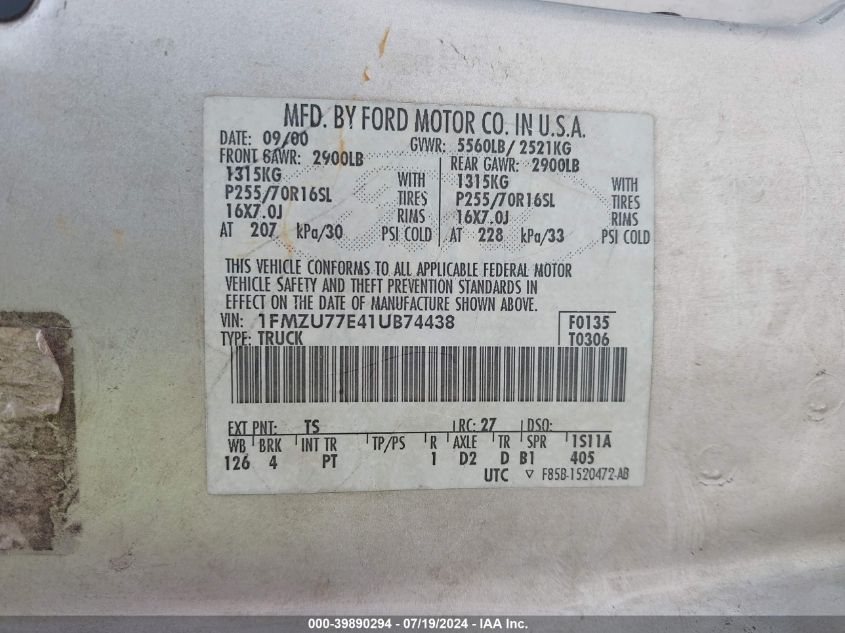 MFD. BY FORD MOTOR CO. IN U.S.A.
DATE: 09/00 GVWR: 5560LB/ 2521KG
FRONT GAWR: 2900LB REAR GAWR: 2900LB
1315KG WITH 1315KG WITH
P255/70R16SL TIRES P255/70R16SL TIRES
16X7.0J RIMS 16X7.0J RIMS
AT 207 kPa/30 PSI COLD AT 228 kPa/33 PSI COLD
THIS VEHICLE CONFORMS TO ALL APPLICABLE FEDERAL MOTOR
VEHICLE SAFETY AND THEFT PREVENTION STANDARDS IN
EFFECT ON THE DATE OF MANUFACTURE SHOWN ABOVE.
VIN: 1FMZU77E41UB74438 F0135
TYPE: TRUCK T0306
EXT PNT: TS RC: 27 DSO:
WB BRK INT TR TP/PS R AXLE TR SPR 1S11A
126 4 PT 1 D2 D B1 405
UTC ▽ F85B-1520472-AB
000-39890294 - 07/19/2024 - IAA Inc.